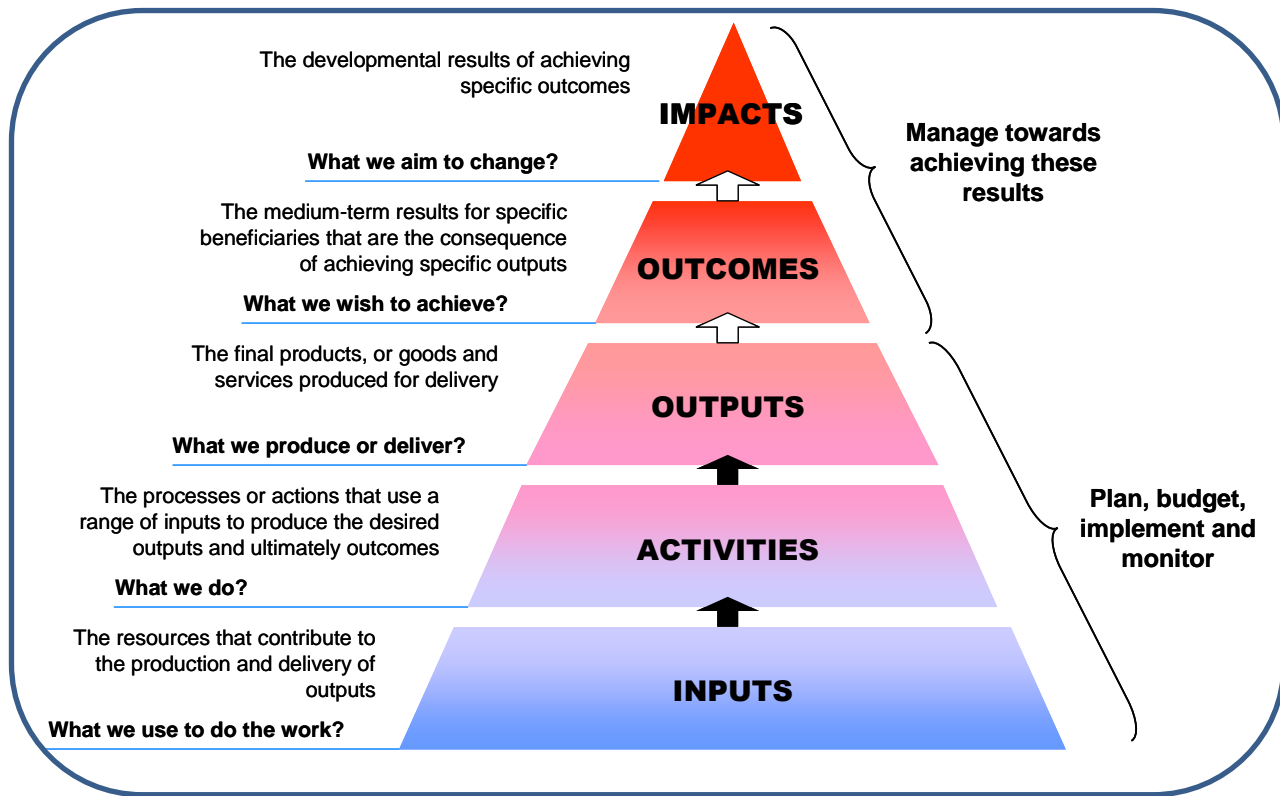 The developmental results of achieving
specific outcomes
IMPACTS
What we aim to change?
Manage towards
achieving these
results
The medium-term results for specific
beneficiaries that are the consequence
of achieving specific outputs
OUTCOMES
What we wish to achieve?
The final products, or goods and
services produced for delivery
OUTPUTS
What we produce or deliver?
The processes or actions that use a
range of inputs to produce the desired
outputs and ultimately outcomes
ACTIVITIES
What we do?
Plan, budget,
implement and
monitor
The resources that contribute to
the production and delivery of
outputs
INPUTS
What we use to do the work?